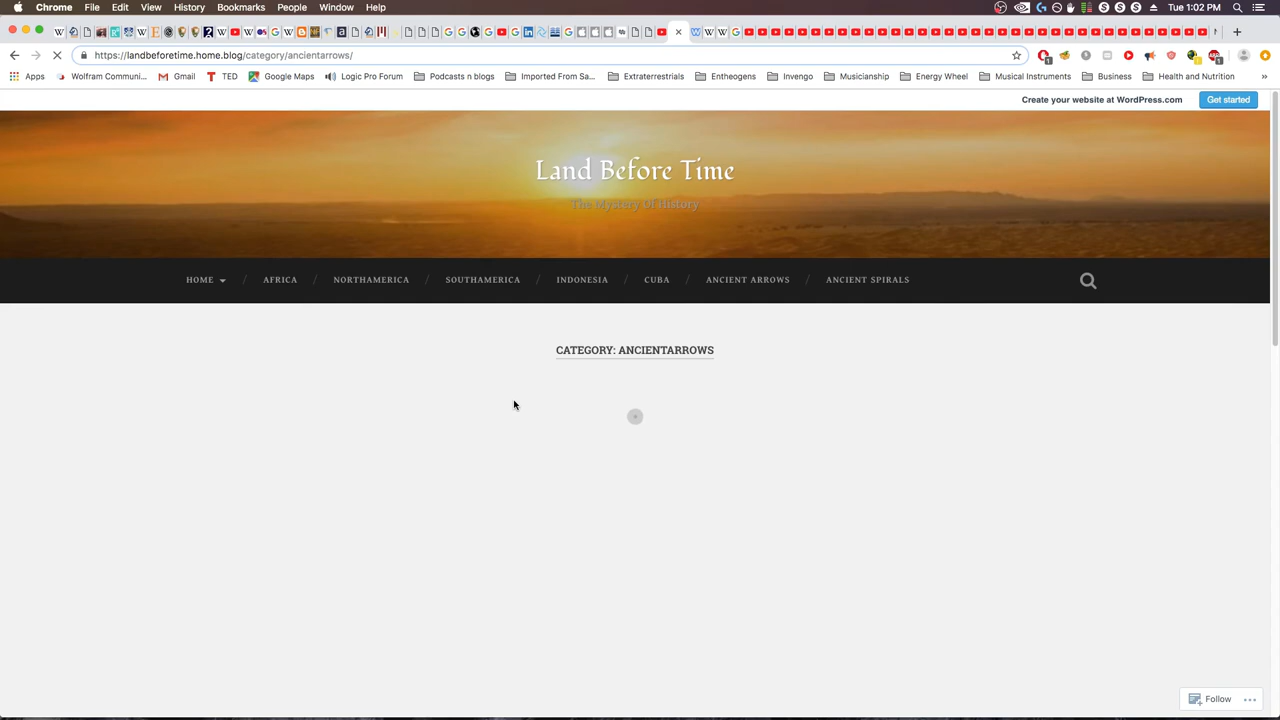 Chrome File Edit View History Bookmarks People Window Help Tue 1:02 PM
https://landbeforetime.home.blog/category/ancientarrows/
Apps Wolfram Communi... Gmail TED Google Maps Logic Pro Forum Podcasts n blogs Imported From Sa... Extraterrestrials Entheogens Invengo Musicianship Energy Wheel Musical Instruments Business Health and Nutrition »
Create your website at WordPress.com Get started
Land Before Time
The Mystery Of History
HOME / AFRICA / NORTHAMERICA / SOUTHAMERICA / INDONESIA / CUBA / ANCIENT ARROWS / ANCIENT SPIRALS
CATEGORY: ANCIENTARROWS
Follow ...